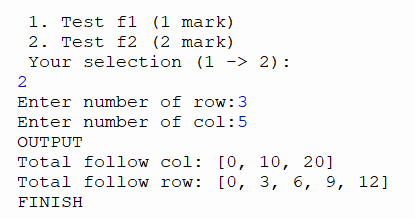 1. Test f1 (1 mark)
2. Test f2 (2 mark)
Your selection (1 -> 2):
2
Enter number of row:3
Enter number of col:5
OUTPUT
Total follow col: [0, 10, 20]
Total follow row: [0, 3, 6, 9, 12]
FINISH